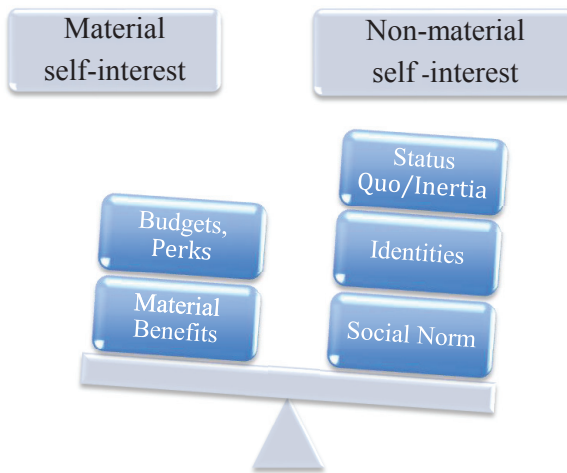 Material
self-interest
Non-material
self -interest
Status
Quo/Inertia
Budgets,
Perks
Identities
Material
Benefits
Social Norm